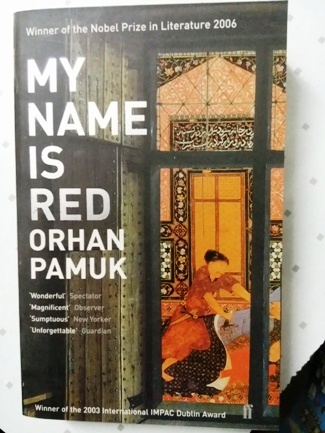 Winner of the Nobel Prize in Literature 2006
MY
NAME
IS
RED
ORHAN
PAMUK
'Wonderful' Spectator
'Magnificent' Observer
'Sumptuous' New Yorker
'Unforgettable' Guardian
Winner of the 2003 International IMPAC Dublin Award
ff